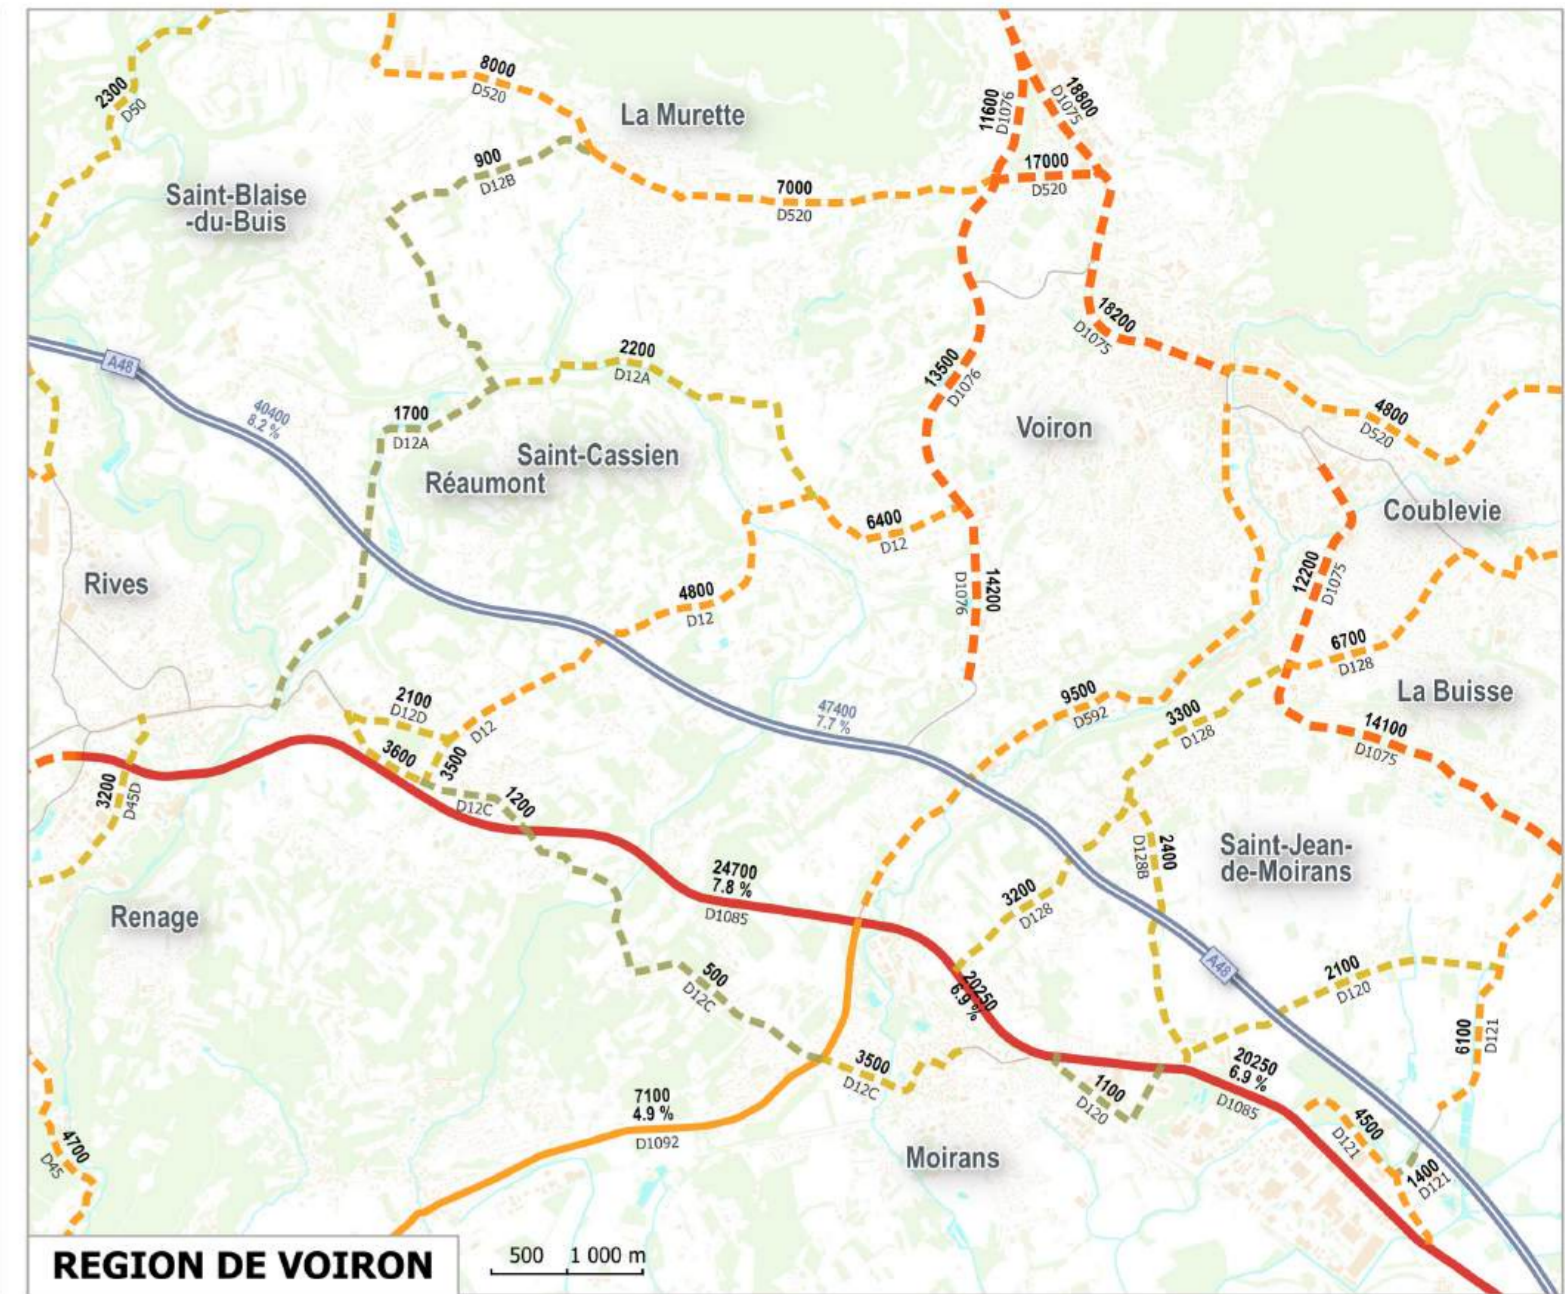 8000
D520
2300
D50
La Murette
11600
D1076
18800
D1075
17000
D520
900
D12B
7000
D520
Saint-Blaise
-du-Buis
18200
D1075
2200
D12A
A48
13500
D1076
40400
8.2 %
1700
D12A
4800
D520
Voiron
Saint-Cassien
Réaumont
Coublevie
6400
D12
14200
D1076
12200
D1075
Rives
4800
D12
6700
D128
La Buisse
2100
D12D
D12
9500
D592
47400
7.7 %
3300
D128
14100
D1075
3600
3500
3200
D45D
D12C
1200
24700
7.8 %
D1085
2400
D128B
Saint-Jean-
de-Moirans
3200
D128
Renage
500
D12C
20250
6.9 %
A48
2100
D120
6100
D121
3500
D12C
1100
D120
20250
6.9 %
D1085
7100
4.9 %
D1092
4700
D45
4500
D121
1400
D121
Moirans
REGION DE VOIRON
500 1 000 m